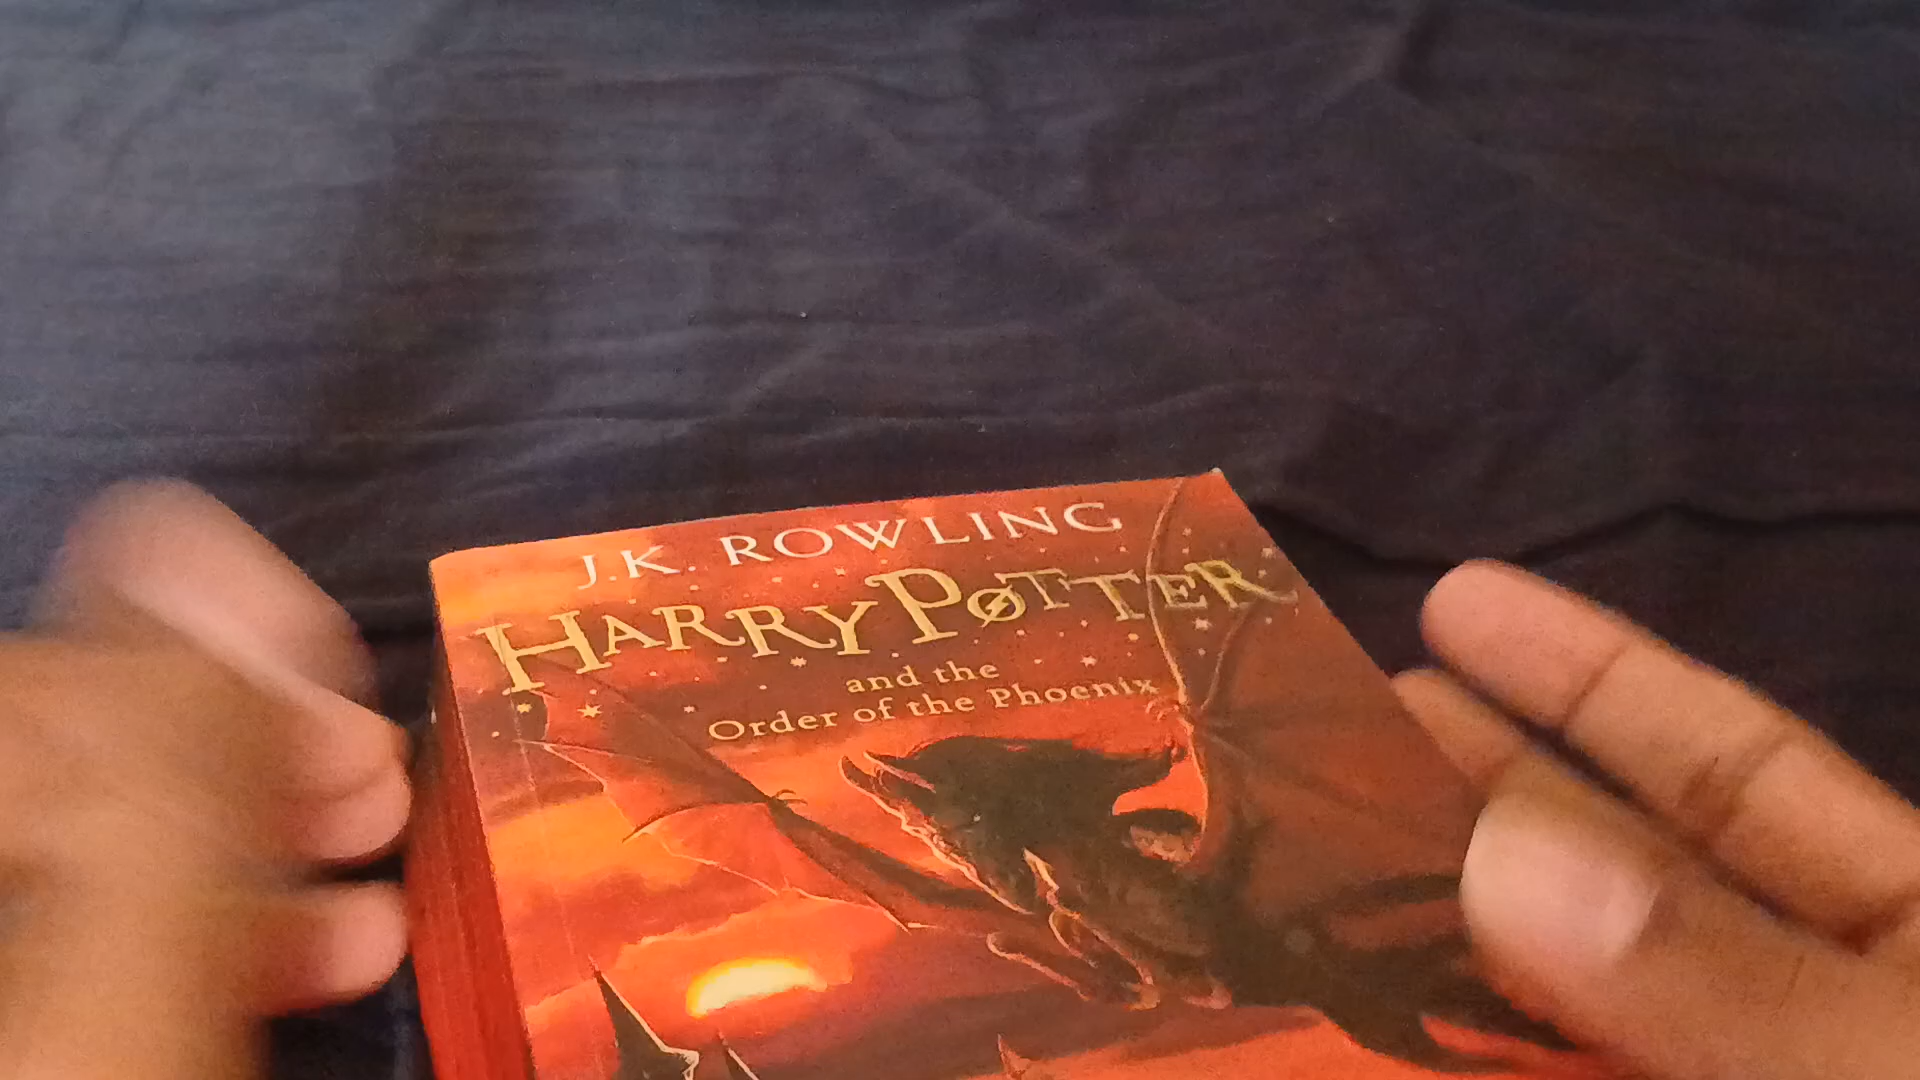 J.K. ROWLING
HARRY POTTER
and the
Order of the Phoenix